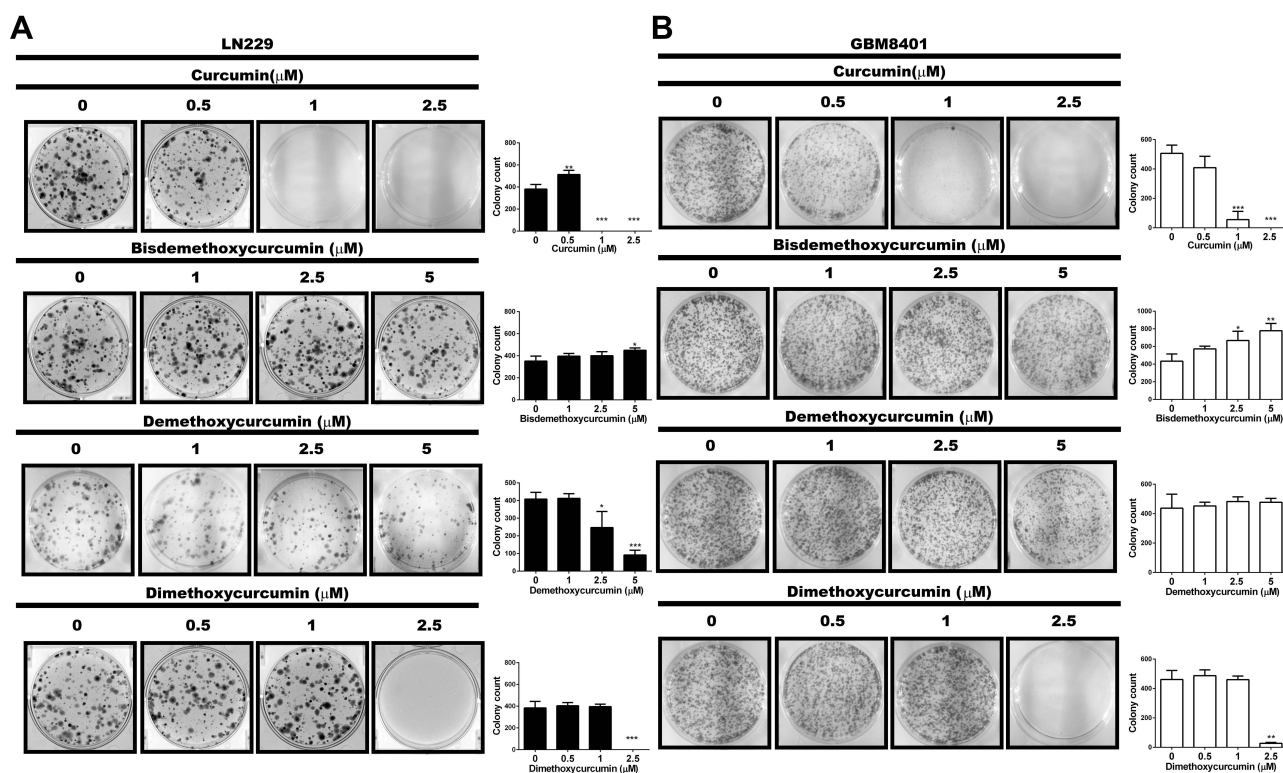 A
LN229
Curcumin(μM)
0 0.5 1 2.5
800
600
400
200
0
Colony count
**
***
***
0 0.5 1 2.5
Curcumin (μM)
Bisdemethoxycurcumin (μM)
0 1 2.5 5
800
600
400
200
0
Colony count
*
0 1 2.5 5
Bisdemethoxycurcumin (μM)
Demethoxycurcumin (μM)
0 1 2.5 5
500
400
300
200
100
0
Colony count
*
***
0 1 2.5 5
Demethoxycurcumin (μM)
Dimethoxycurcumin (μM)
0 0.5 1 2.5
800
600
400
200
0
Colony count
***
0 0.5 1 2.5
Dimethoxycurcumin (μM)
B
GBM8401
Curcumin(μM)
0 0.5 1 2.5
600
400
200
0
Colony count
***
***
0 0.5 1 2.5
Curcumin (μM)
Bisdemethoxycurcumin (μM)
0 1 2.5 5
1000
800
600
400
200
0
Colony count
*
**
0 1 2.5 5
Bisdemethoxycurcumin (μM)
Demethoxycurcumin (μM)
0 1 2.5 5
600
400
200
0
Colony count
0 1 2.5 5
Demethoxycurcumin (μM)
Dimethoxycurcumin (μM)
0 0.5 1 2.5
600
400
200
0
Colony count
**
0 0.5 1 2.5
Dimethoxycurcumin (μM)